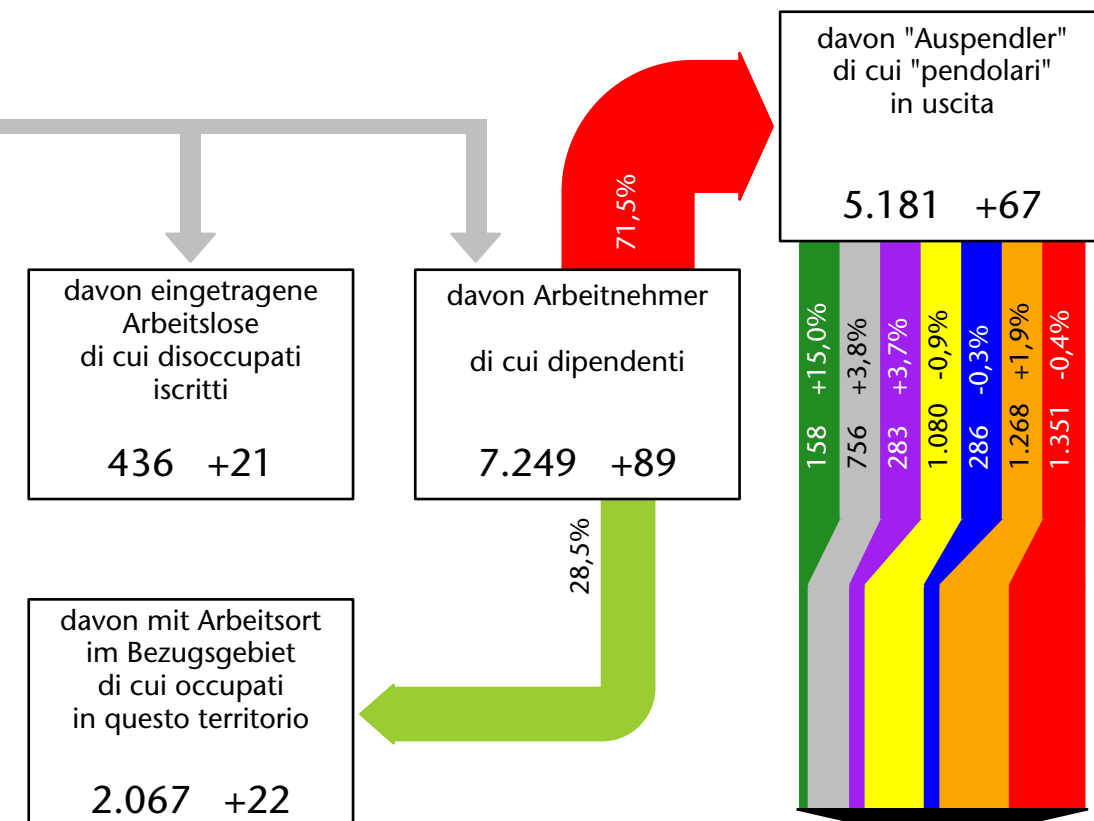 davon "Auspendler"
di cui "pendolari"
in uscita
5.181 +67
71,5%
davon eingetragene
Arbeitslose
di cui disoccupati
iscritti
436 +21
davon Arbeitnehmer
di cui dipendenti
7.249 +89
158 +15,0%
756 +3,8%
283 +3,7%
1.080 -0,9%
286 -0,3%
1.268 +1,9%
1.351 -0,4%
28,5%
davon mit Arbeitsort
im Bezugsgebiet
di cui occupati
in questo territorio
2.067 +22